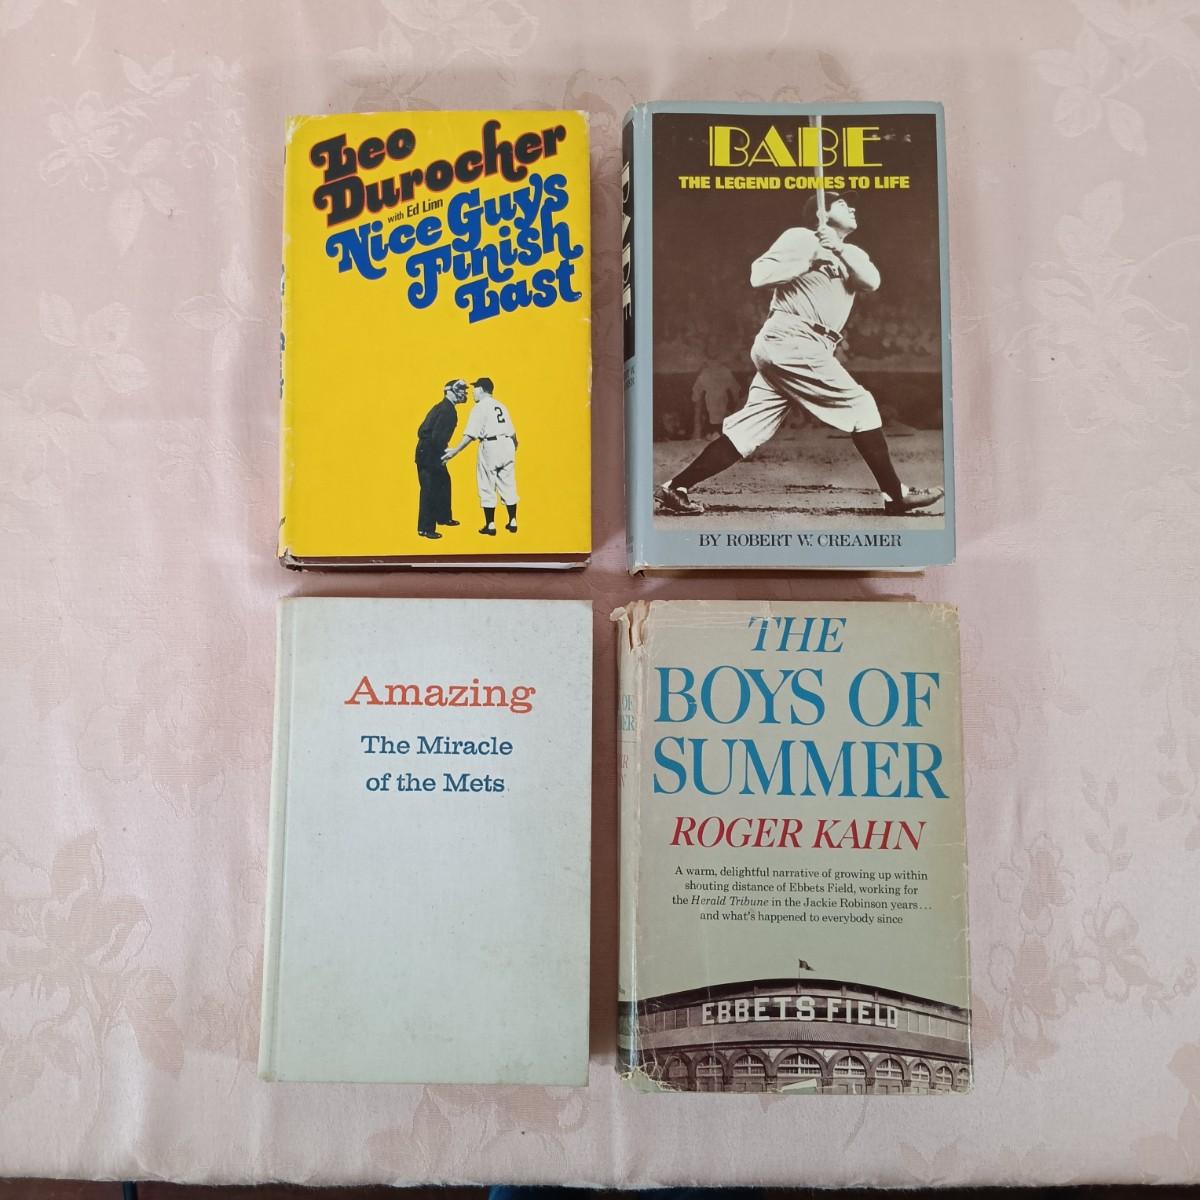 Leo
Durocher
with Ed Linn
Nice Guys
Finish
Last
2
BABE
THE LEGEND COMES TO LIFE
BY ROBERT W. CREAMER
BABE
Amazing
The Miracle
of the Mets
THE
BOYS OF
SUMMER
ROGER KAHN
A warm, delightful narrative of growing up within
shouting distance of Ebbets Field, working for
the Herald Tribune in the Jackie Robinson years...
and what's happened to everybody since
EBBETS FIELD